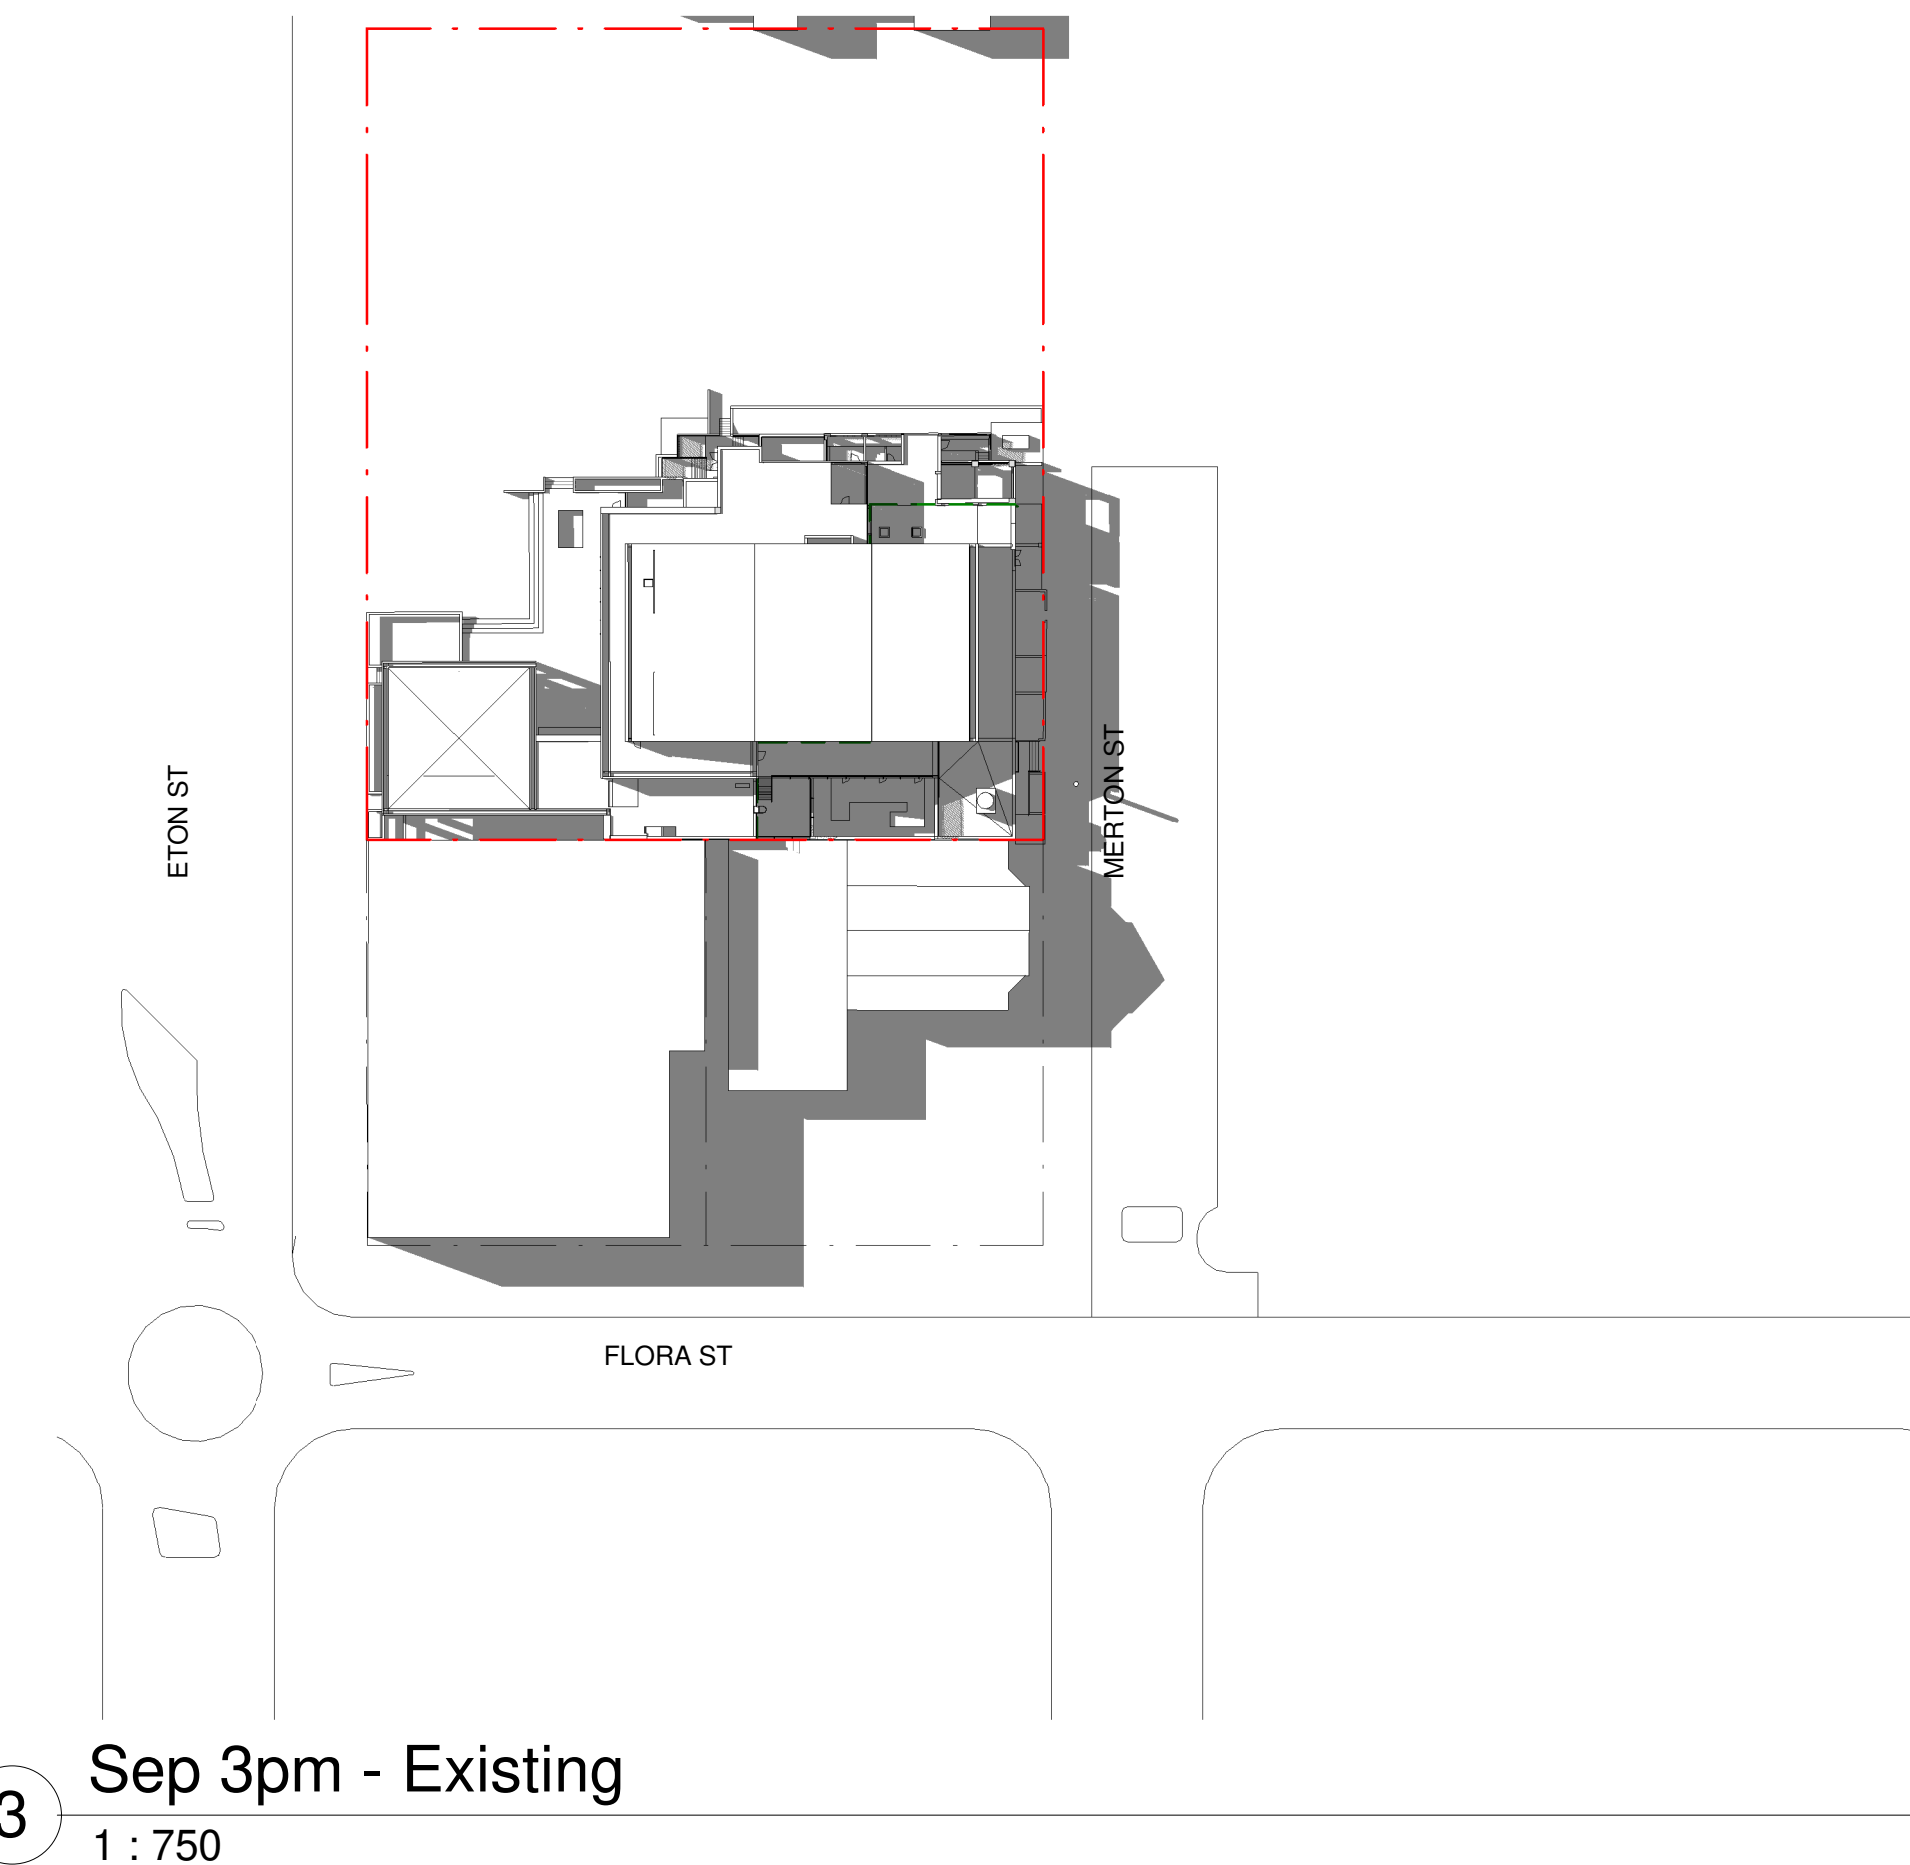 ETON ST
MERTON ST
FLORA ST
3
Sep 3pm - Existing
1 : 750